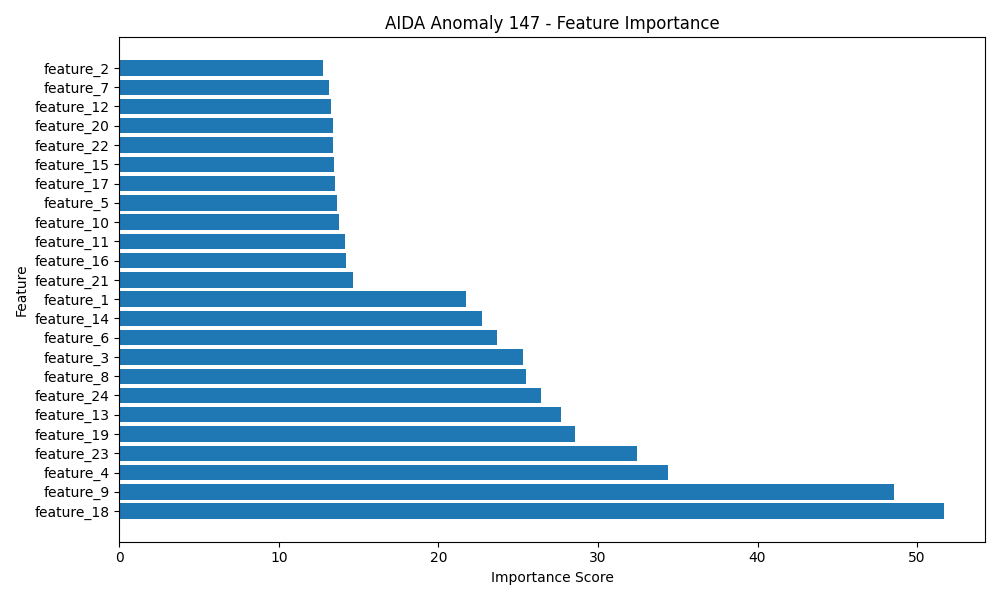 AIDA Anomaly 147 - Feature Importance
feature_2
feature_7
feature_12
feature_20
feature_22
feature_15
feature_17
feature_5
feature_10
feature_11
feature_16
feature_21
feature_1
feature_14
feature_6
feature_3
feature_8
feature_24
feature_13
feature_19
feature_23
feature_4
feature_9
feature_18
Feature
0 10 20 30 40 50
Importance Score